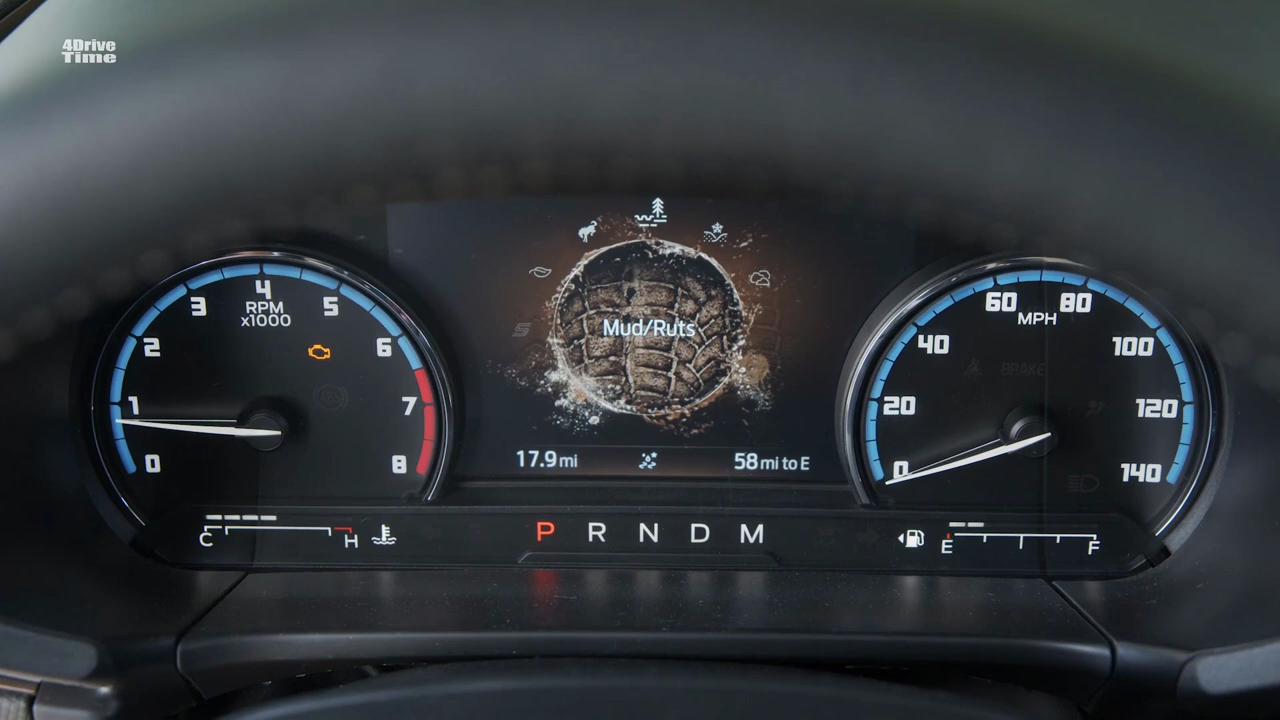 4Drive
Time
4
3
5
RPM
x1000
2
6
1
7
0
8
Mud/Ruts
S
17.9 mi
58 mi to E
60
80
MPH
40
100
BRAKE
20
120
0
140
C
H
P R N D M
E
F